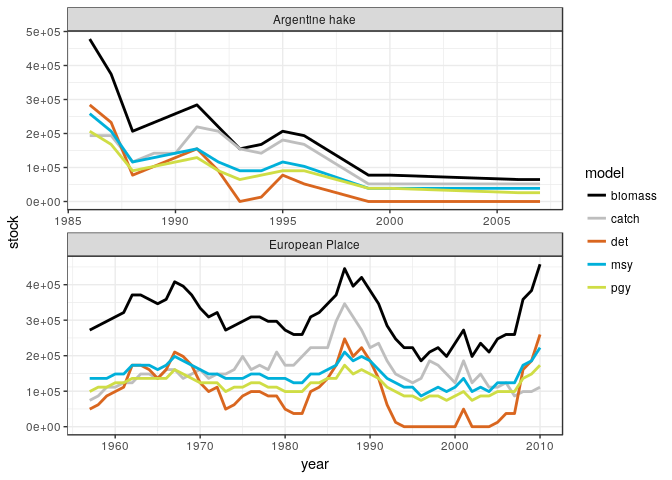 Argentine hake
5e+05
4e+05
3e+05
2e+05
1e+05
0e+00
1985 1990 1995 2000 2005
stock
European Plaice
4e+05
3e+05
2e+05
1e+05
0e+00
1960 1970 1980 1990 2000 2010
year
model
biomass
catch
det
msy
pgy